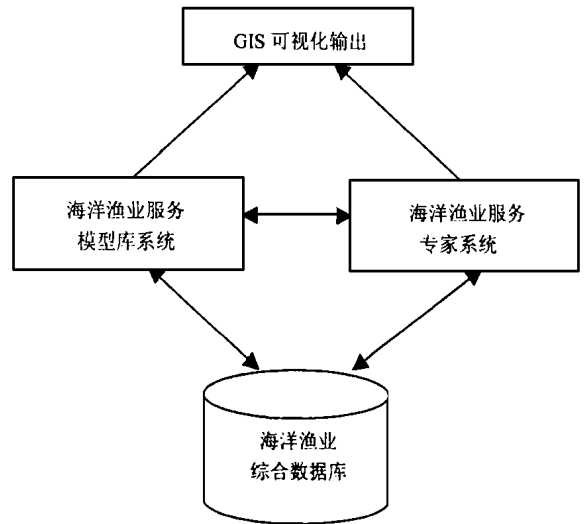 GIS 可视化输出
海洋渔业服务
模型库系统
海洋渔业服务
专家系统
海洋渔业
综合数据库